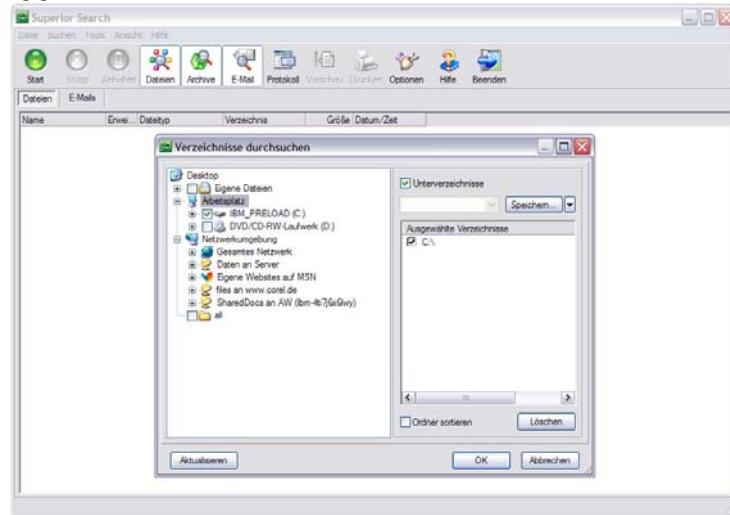 Superior Search
Datei Suchen Tools Ansicht Hilfe
Start Stopp Anhalten Dateien Archive E-Mail Protokoll Vorschau Drucken Optionen Hilfe Beenden
Dateien E-Mails
Name Erwei... Dateityp Verzeichnis Größe Datum/Zeit
Verzeichnisse durchsuchen
Desktop
Eigene Dateien
Arbeitsplatz
IBM_PRELOAD (C:)
DVD/CD-RW-Laufwerk (D:)
Netzwerkumgebung
Gesamtes Netzwerk
Daten an Server
Eigene Websites auf MSN
files an www.corel.de
SharedDocs an AW
all
Unterverzeichnisse
Speichern...
Ausgewählte Verzeichnisse
C:\
Ordner sortieren
Löschen
Aktualisieren
OK
Abbrechen